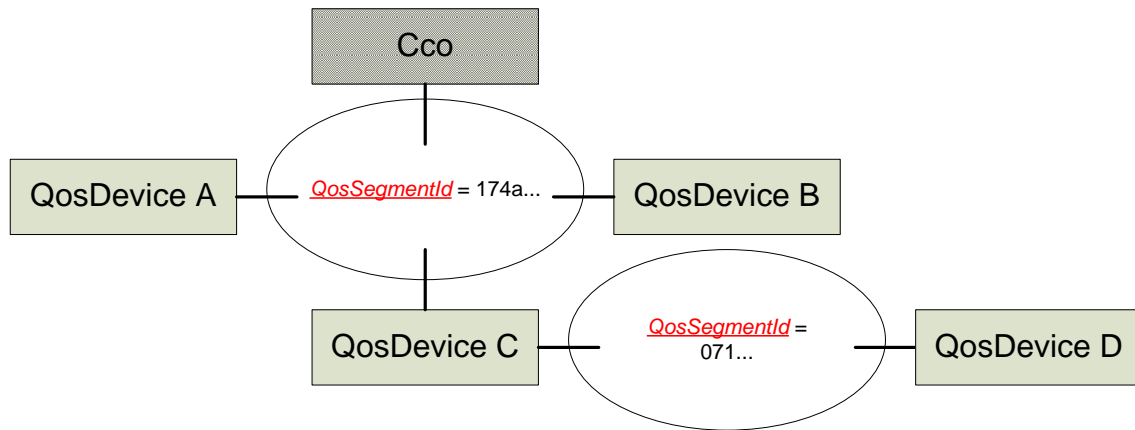 Cco
QosDevice A
QosSegmentId = 174a...
QosDevice B
QosDevice C
QosSegmentId =
071...
QosDevice D